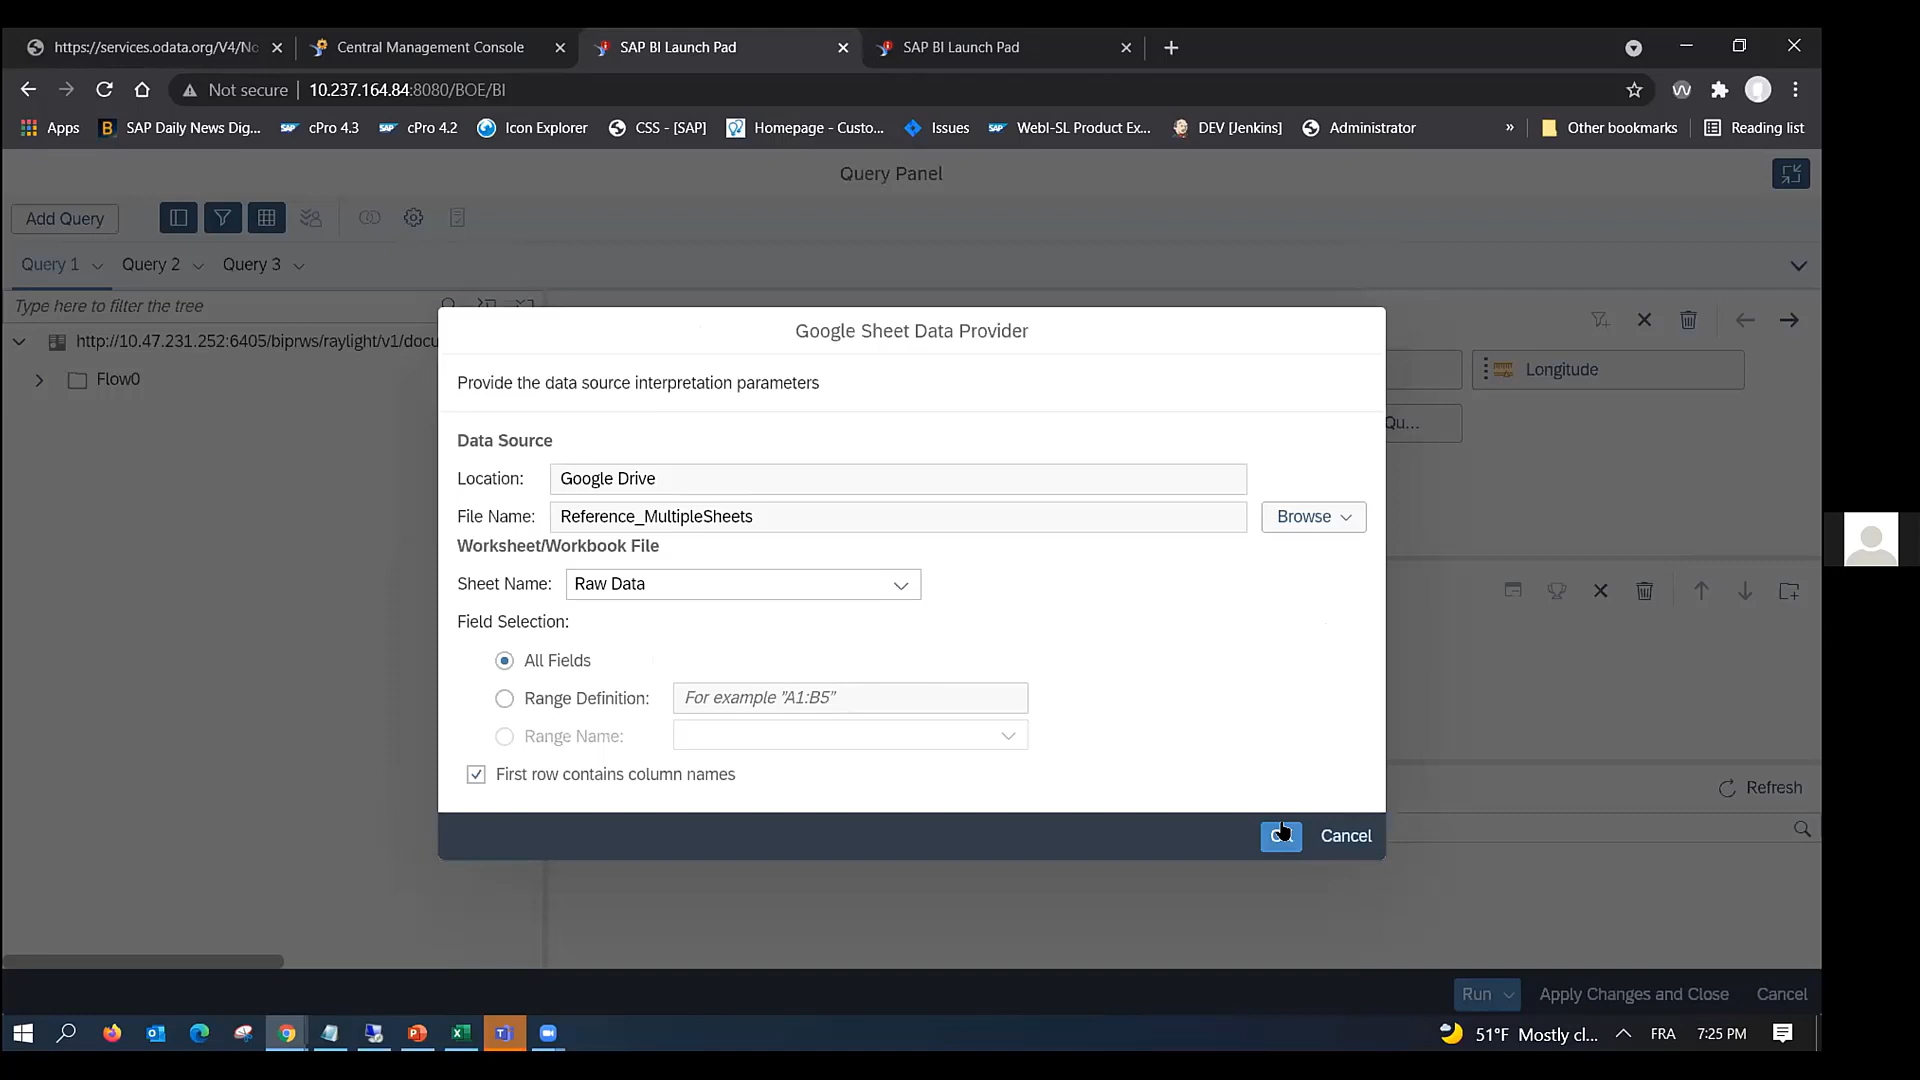 https://services.odata.org/V4/Nc
Central Management Console
SAP BI Launch Pad
SAP BI Launch Pad
Not secure
10.237.164.84:8080/BOE/BI
Apps
SAP Daily News Dig...
cPro 4.3
cPro 4.2
Icon Explorer
CSS - [SAP]
Homepage - Custo...
Issues
WebI-SL Product Ex...
DEV [Jenkins]
Administrator
»
Other bookmarks
Reading list
Query Panel
Add Query
Query 1
Query 2
Query 3
Type here to filter the tree
http://10.47.231.252:6405/biprws/raylight/v1/docu
Flow0
Longitude
Qu...
Google Sheet Data Provider
Provide the data source interpretation parameters
Data Source
Location: Google Drive
File Name: Reference_MultipleSheets
Browse
Worksheet/Workbook File
Sheet Name: Raw Data
Field Selection:
All Fields
Range Definition: For example "A1:B5"
Range Name:
First row contains column names
Cancel
Refresh
Run
Apply Changes and Close
Cancel
51°F Mostly cl...
FRA
7:25 PM